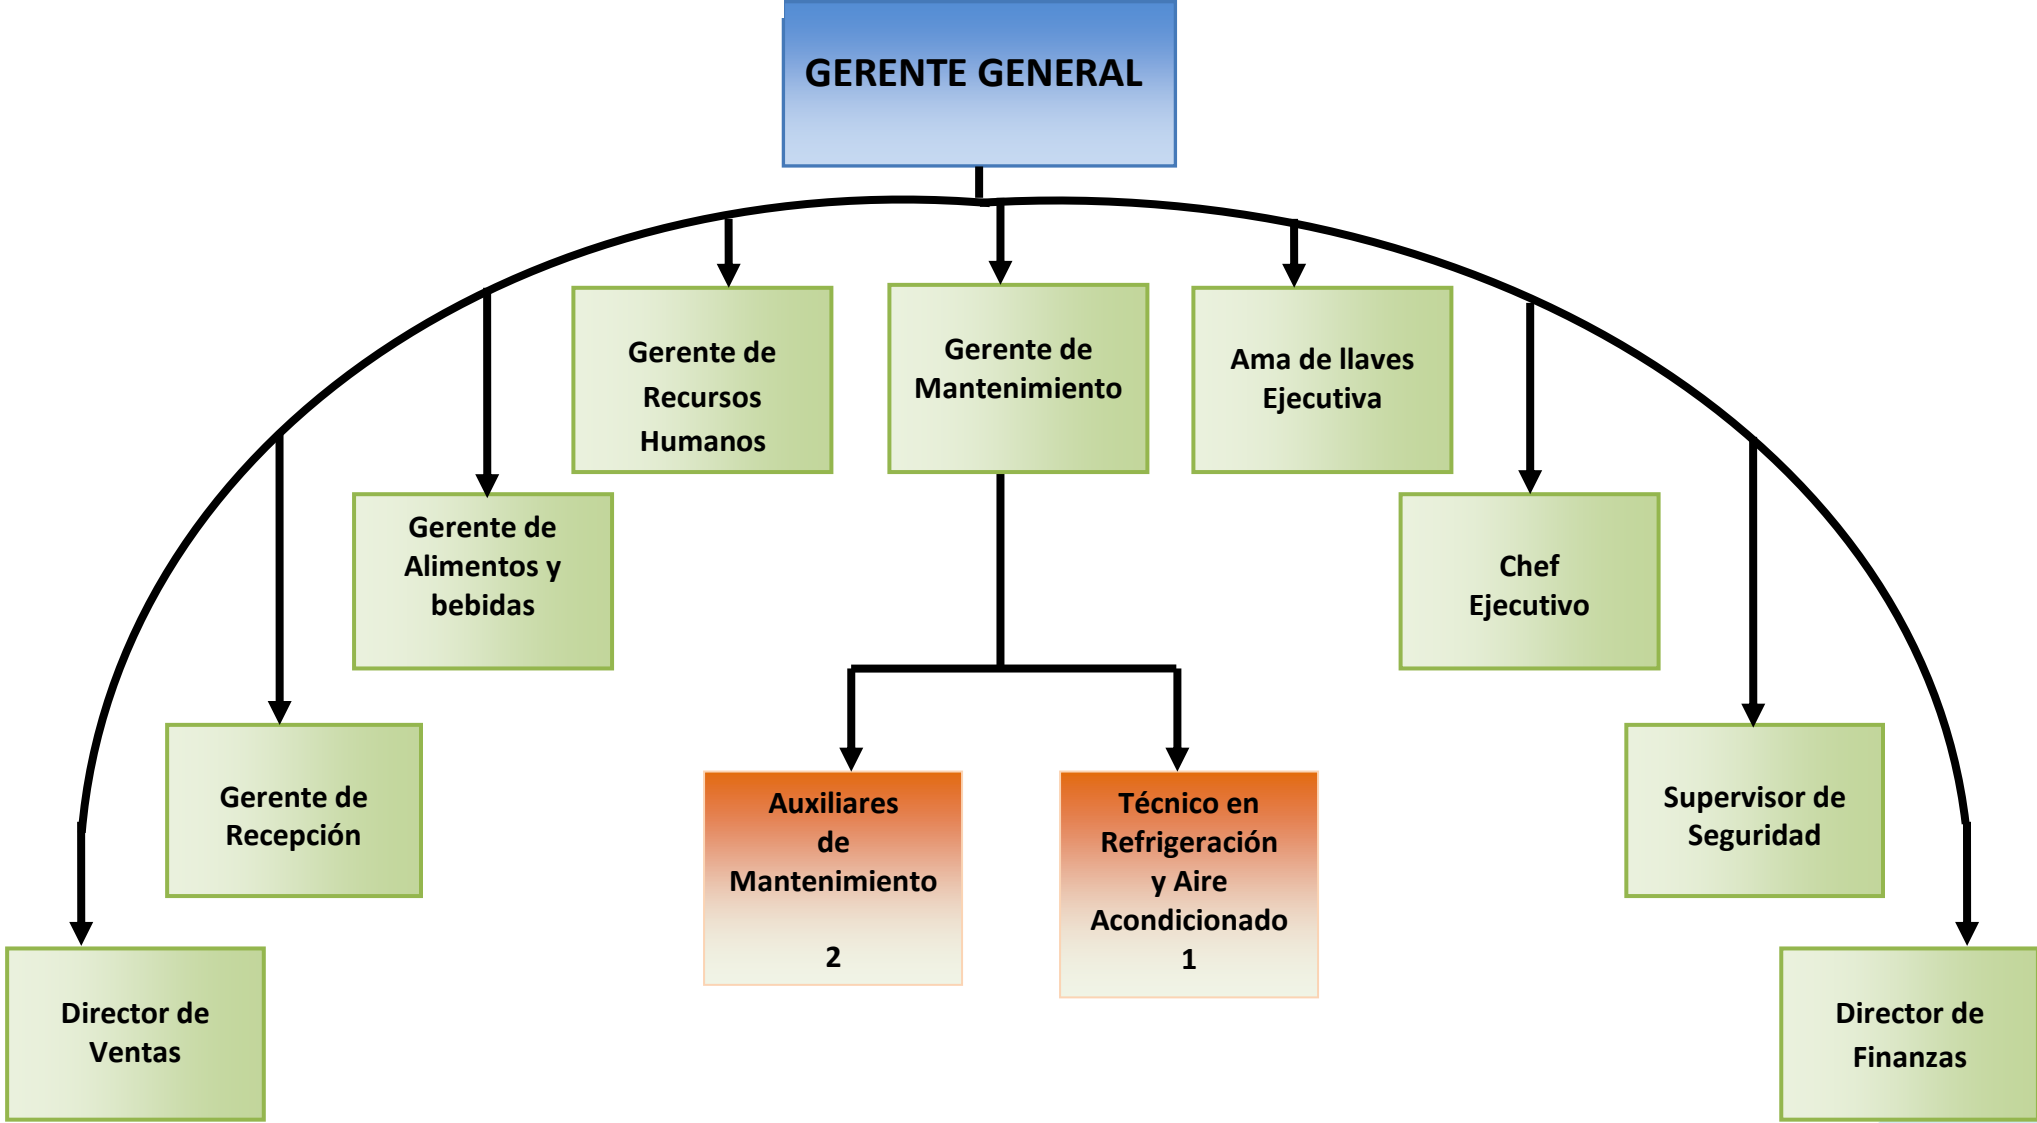 GERENTE GENERAL
Gerente de
Recursos
Humanos
Gerente de
Mantenimiento
Ama de llaves
Ejecutiva
Gerente de
Alimentos y
bebidas
Chef
Ejecutivo
Gerente de
Recepción
Auxiliares
de
Mantenimiento
2
Técnico en
Refrigeración
y Aire
Acondicionado
1
Supervisor de
Seguridad
Director de
Ventas
Director de
Finanzas